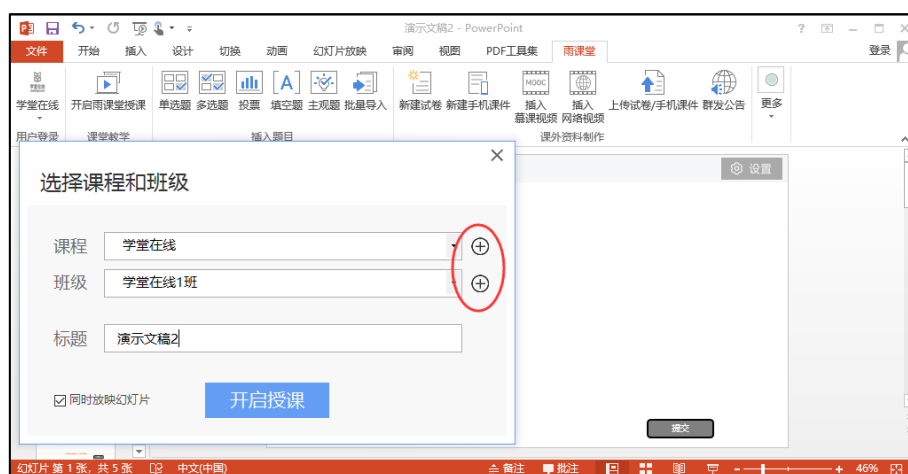 演示文稿2 - PowerPoint
文件 开始 插入 设计 切换 动画 幻灯片放映 审阅 视图 PDF工具集 雨课堂 登录
学堂在线 开启雨课堂授课 单选题 多选题 投票 填空题 主观题 批量导入 新建试卷 新建手机课件 插入 插入 上传试卷/手机课件 群发公告 更多
慕课视频 网络视频
用户登录 课堂教学 插入题目 课外资料制作
选择课程和班级
设置
课程 学堂在线
班级 学堂在线1班
标题 演示文稿2
同时放映幻灯片 开启授课
提交
幻灯片 第 1 张, 共 5 张 中文(中国) 备注 批注 46%